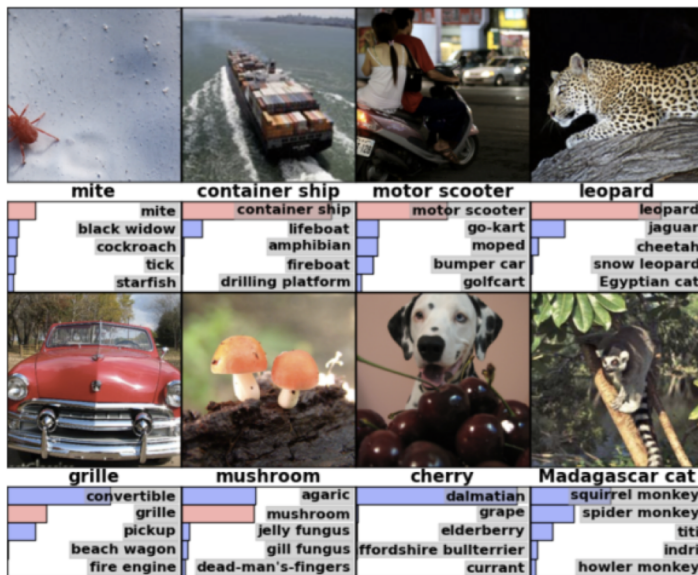 mite
container ship
motor scooter
leopard
mite
black widow
cockroach
tick
starfish
container ship
lifeboat
amphibian
fireboat
drilling platform
motor scooter
go-kart
moped
bumper car
golfcart
leopard
jaguar
cheetah
snow leopard
Egyptian cat
grille
mushroom
cherry
Madagascar cat
convertible
grille
pickup
beach wagon
fire engine
agaric
mushroom
jelly fungus
gill fungus
dead-man's-fingers
dalmatian
grape
elderberry
ffordshire bullterrier
currant
squirrel monkey
spider monkey
titi
indri
howler monkey